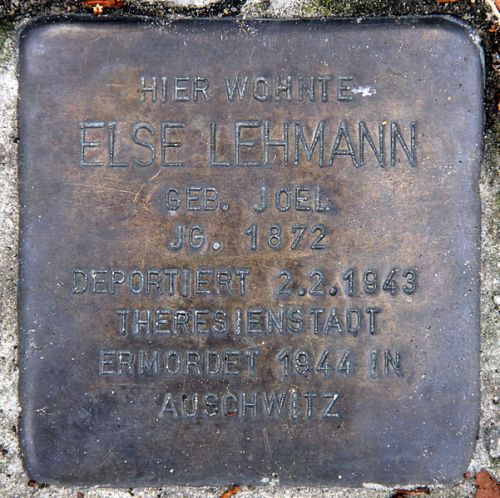 HIER WOHNTE
ELSE LEHMANN
GEB. JOEL
JG. 1872
DEPORTIERT 2.2.1943
THERESIENSTADT
ERMORDET 1944 IN
AUSCHWITZ